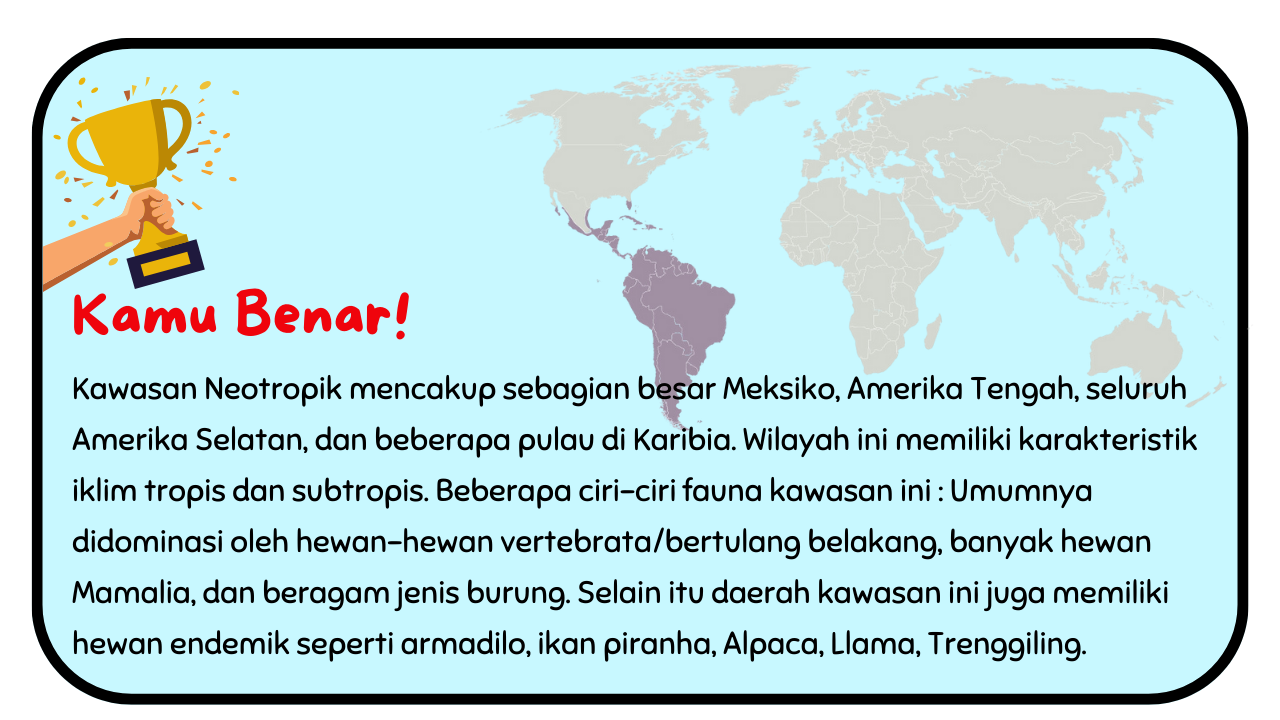 Kamu Benar!
Kawasan Neotropik mencakup sebagian besar Meksiko, Amerika Tengah, seluruh
Amerika Selatan, dan beberapa pulau di Karibia. Wilayah ini memiliki karakteristik
iklim tropis dan subtropis. Beberapa ciri-ciri fauna kawasan ini : Umumnya
didominasi oleh hewan-hewan vertebrata/bertulang belakang, banyak hewan
Mamalia, dan beragam jenis burung. Selain itu daerah kawasan ini juga memiliki
hewan endemik seperti armadilo, ikan piranha, Alpaca, Llama, Trenggiling.